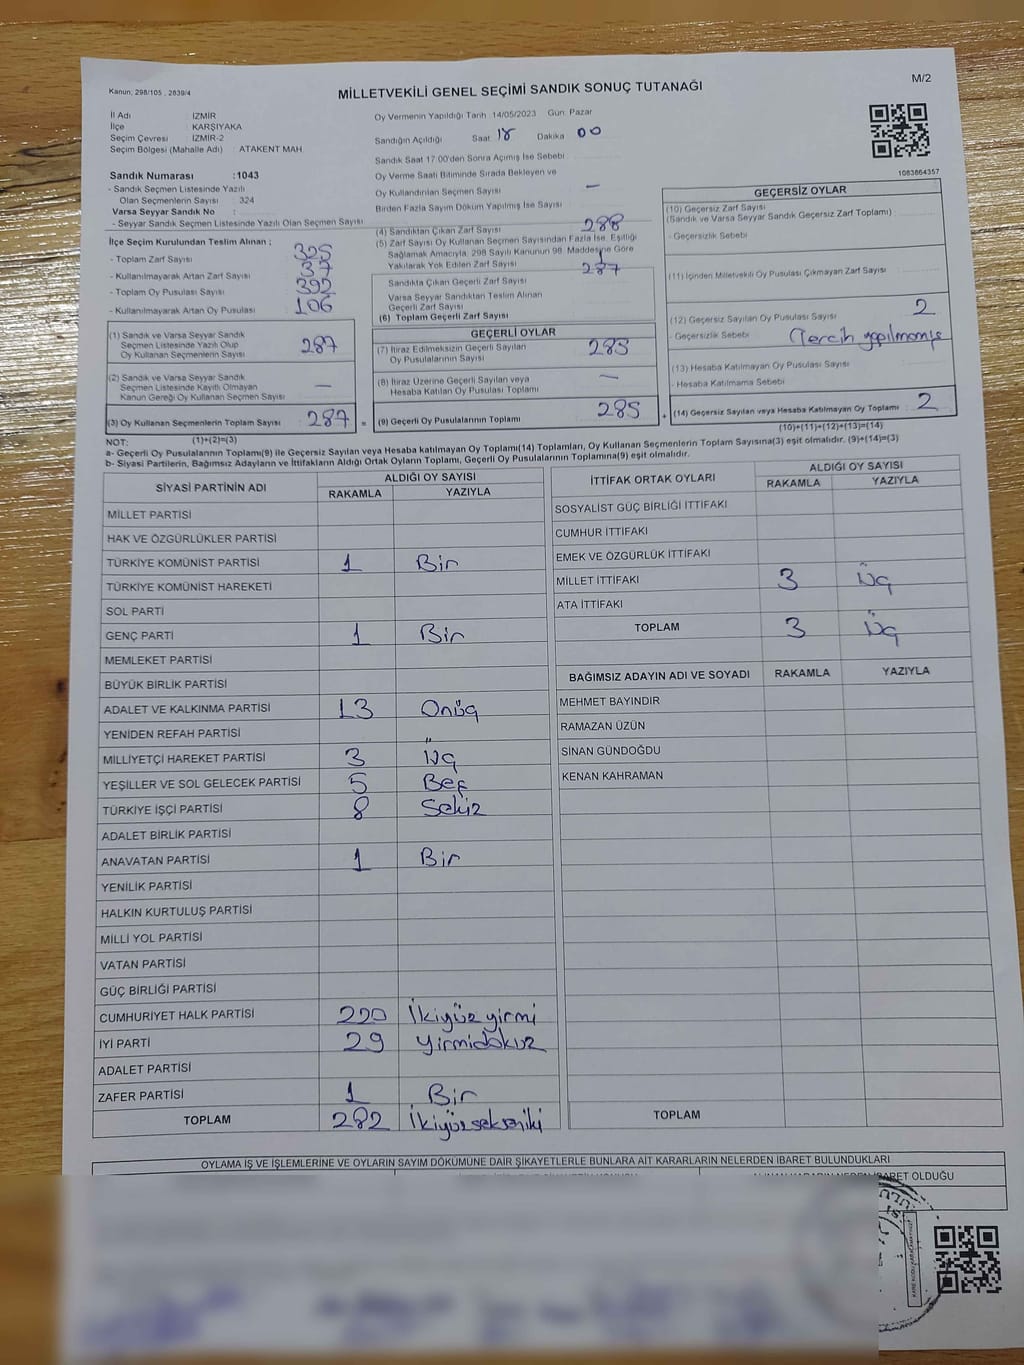 Kanun; 298/105 , 2839/4
MİLLETVEKİLİ GENEL SEÇİMİ SANDIK SONUÇ TUTANAĞI
M/2
İl Adı : İZMİR
İlçe : KARŞIYAKA
Seçim Çevresi : İZMİR-2
Seçim Bölgesi (Mahalle Adı) : ATAKENT MAH.
Oy Vermenin Yapıldığı Tarih : 14/05/2023 Gün: Pazar
Sandığın Açıldığı Saat 18 Dakika 00
Sandık Saat 17:00'den Sonra Açımış İse Sebebi
Oy Verme Saati Bitiminde Sırada Bekleyen ve
Oy Kullandırılan Seçmen Sayısı —
Birden Fazla Sayım Döküm Yapılmış İse Sayısı
1083864357
Sandık Numarası :1043
- Sandık Seçmen Listesinde Yazılı
Olan Seçmenlerin Sayısı : 324
Varsa Seyyar Sandık No :
- Seyyar Sandık Seçmen Listesinde Yazılı Olan Seçmen Sayısı
İlçe Seçim Kurulundan Teslim Alınan ;
- Toplam Zarf Sayısı 325
- Kullanılmayarak Artan Zarf Sayısı 37
- Toplam Oy Pusulası Sayısı 392
- Kullanılmayarak Artan Oy Pusulası 106
(4) Sandıktan Çıkan Zarf Sayısı 288
(5) Zarf Sayısı Oy Kullanan Seçmen Sayısından Fazla İse, Eşitliği
Sağlamak Amacıyla, 298 Sayılı Kanunun 98. Maddesine Göre
Yakılarak Yok Edilen Zarf Sayısı 1
287
Sandıkta Çıkan Geçerli Zarf Sayısı
Varsa Seyyar Sandıktan Teslim Alınan
Geçerli Zarf Sayısı
(6) Toplam Geçerli Zarf Sayısı
GEÇERSİZ OYLAR
(10) Geçersiz Zarf Sayısı
(Sandık ve Varsa Seyyar Sandık Geçersiz Zarf Toplamı)
- Geçersizlik Sebebi
(11) İçinden Milletvekili Oy Pusulası Çıkmayan Zarf Sayısı
(12) Geçersiz Sayılan Oy Pusulası Sayısı 2
- Geçersizlik Sebebi Tercih yapılmamış
(13) Hesaba Katılmayan Oy Pusulası Sayısı
- Hesaba Katılmama Sebebi
(14) Geçersiz Sayılan veya Hesaba Katılmayan Oy Toplamı 2
(10)+(11)+(12)+(13)=(14)
(1) Sandık ve Varsa Seyyar Sandık
Seçmen Listesinde Yazılı Olup
Oy Kullanan Seçmenlerin Sayısı 287
(2) Sandık ve Varsa Seyyar Sandık
Seçmen Listesinde Kayıtlı Olmayan
Kanun Gereği Oy Kullanan Seçmen Sayısı —
(3) Oy Kullanan Seçmenlerin Toplam Sayısı 287 =
(1)+(2)=(3)
GEÇERLİ OYLAR
(7) İtiraz Edilmeksizin Geçerli Sayılan
Oy Pusulalarının Sayısı 285
(8) İtiraz Üzerine Geçerli Sayılan veya
Hesaba Katılan Oy Pusulası Toplamı —
(9) Geçerli Oy Pusulalarının Toplamı 285 +
NOT:
a- Geçerli Oy Pusulalarının Toplamı(9) ile Geçersiz Sayılan veya Hesaba katılmayan Oy Toplamı(14) Toplamları, Oy Kullanan Seçmenlerin Toplam Sayısına(3) eşit olmalıdır. (9)+(14)=(3)
b- Siyasi Partilerin, Bağımsız Adayların ve İttifakların Aldığı Ortak Oyların Toplamı, Geçerli Oy Pusulalarının Toplamına(9) eşit olmalıdır.
SİYASİ PARTİNİN ADI ALDIĞI OY SAYISI
RAKAMLA YAZIYLA
MİLLET PARTİSİ
HAK VE ÖZGÜRLÜKLER PARTİSİ
TÜRKİYE KOMÜNİST PARTİSİ 1 Bir
TÜRKİYE KOMÜNİST HAREKETİ
SOL PARTİ
GENÇ PARTİ 1 Bir
MEMLEKET PARTİSİ
BÜYÜK BİRLİK PARTİSİ
ADALET VE KALKINMA PARTİSİ 13 Onüç
YENİDEN REFAH PARTİSİ
MİLLİYETÇİ HAREKET PARTİSİ 3 Üç
YEŞİLLER VE SOL GELECEK PARTİSİ 5 Beş
TÜRKİYE İŞÇİ PARTİSİ 8 Sekiz
ADALET BİRLİK PARTİSİ
ANAVATAN PARTİSİ 1 Bir
YENİLİK PARTİSİ
HALKIN KURTULUŞ PARTİSİ
MİLLİ YOL PARTİSİ
VATAN PARTİSİ
GÜÇ BİRLİĞİ PARTİSİ
CUMHURİYET HALK PARTİSİ 220 İkiyüz yirmi
İYİ PARTİ 29 Yirmidokuz
ADALET PARTİSİ
ZAFER PARTİSİ 1 Bir
TOPLAM 282 İkiyüzsekseniki
İTTİFAK ORTAK OYLARI ALDIĞI OY SAYISI
RAKAMLA YAZIYLA
SOSYALİST GÜÇ BİRLİĞİ İTTİFAKI
CUMHUR İTTİFAKI
EMEK VE ÖZGÜRLÜK İTTİFAKI
MİLLET İTTİFAKI 3 Üç
ATA İTTİFAKI
TOPLAM 3 Üç
BAĞIMSIZ ADAYIN ADI VE SOYADI RAKAMLA YAZIYLA
MEHMET BAYINDIR
RAMAZAN ÜZÜN
SİNAN GÜNDOĞDU
KENAN KAHRAMAN
TOPLAM
OYLAMA İŞ VE İŞLEMLERİNE VE OYLARIN SAYIM DÖKÜMÜNE DAİR ŞİKAYETLERLE BUNLARA AİT KARARLARIN NELERDEN İBARET BULUNDUKLARI